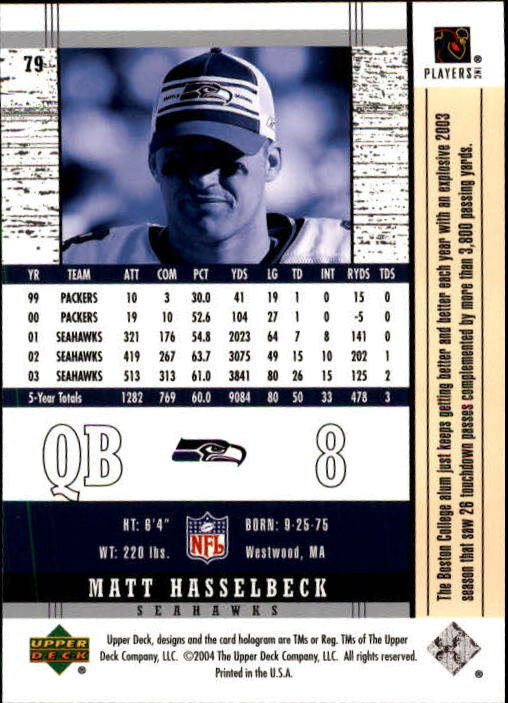 79
PLAYERS INC ®
YR TEAM ATT COM PCT YDS LG TD INT RYDS TDS
99 PACKERS 10 3 30.0 41 19 1 0 15 0
00 PACKERS 19 10 52.6 104 27 1 0 -5 0
01 SEAHAWKS 321 176 54.8 2023 64 7 8 141 0
02 SEAHAWKS 419 267 63.7 3075 49 15 10 202 1
03 SEAHAWKS 513 313 61.0 3841 80 26 15 125 2
5-Year Totals 1282 769 60.0 9084 80 50 33 478 3
QB 8
HT: 6'4" BORN: 9-25-75
NFL
WT: 220 lbs. Westwood, MA
MATT HASSELBECK
SEAHAWKS
The Boston College alum just keeps getting better and better each year with an explosive 2003
season that saw 26 touchdown passes complemented by more than 3,800 passing yards.
UPPER
DECK ®
Upper Deck, designs and the card hologram are TMs or Reg. TMs of The Upper
Deck Company, LLC. ©2004 The Upper Deck Company, LLC. All rights reserved.
Printed in the U.S.A.
®